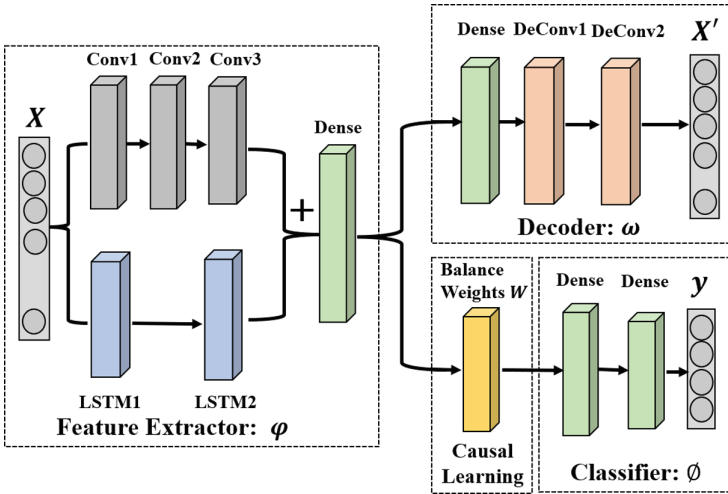 Conv1 Conv2 Conv3
X
Dense
+
LSTM1 LSTM2
Feature Extractor: φ
Dense DeConv1 DeConv2 X′
Decoder: ω
Balance
Weights W
Causal
Learning
Dense Dense y
Classifier: ∅